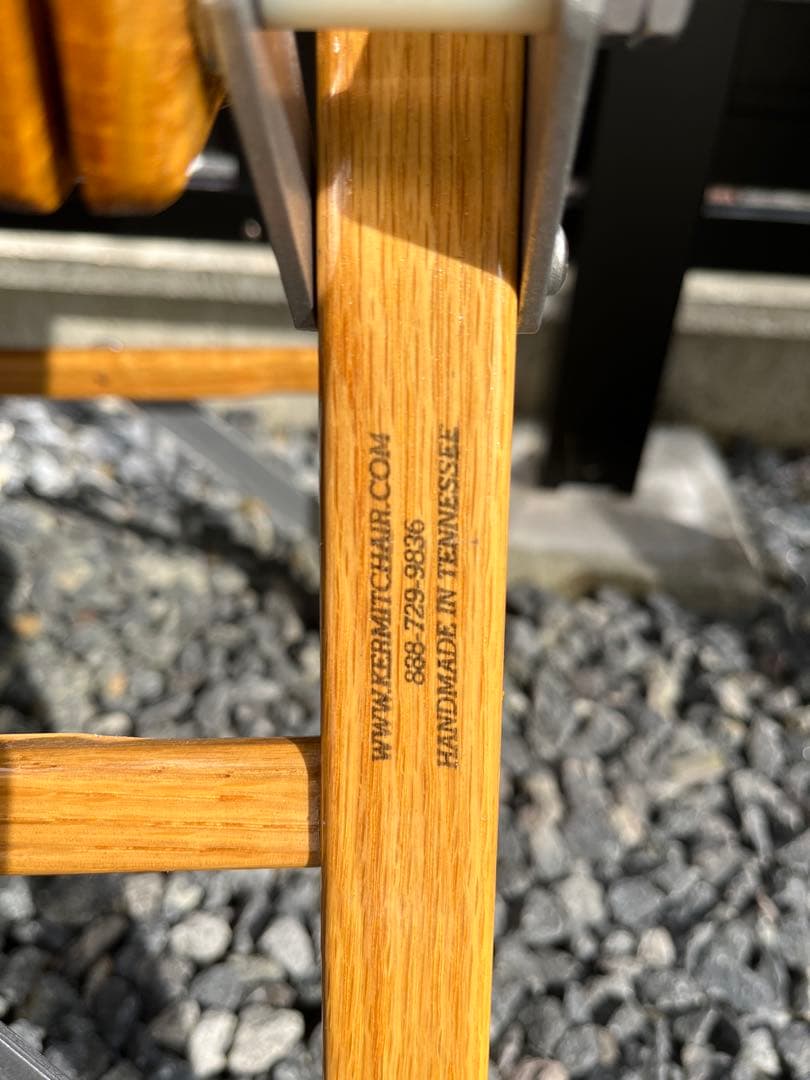 WWW.KERMITCHAIR.COM
888-729-9836
HANDMADE IN TENNESSEE